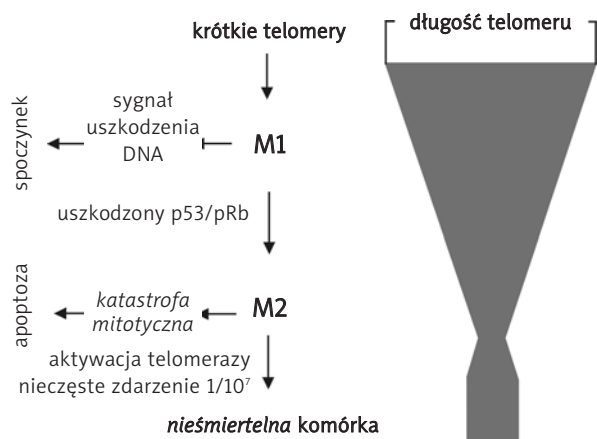 krótkie telomery
długość telomeru
spoczynek
sygnał
uszkodzenia
DNA
M1
uszkodzony p53/pRb
apoptoza
katastrofa
mitotyczna
M2
aktywacja telomerazy
nieczęste zdarzenie 1/10⁷
nieśmiertelna komórka